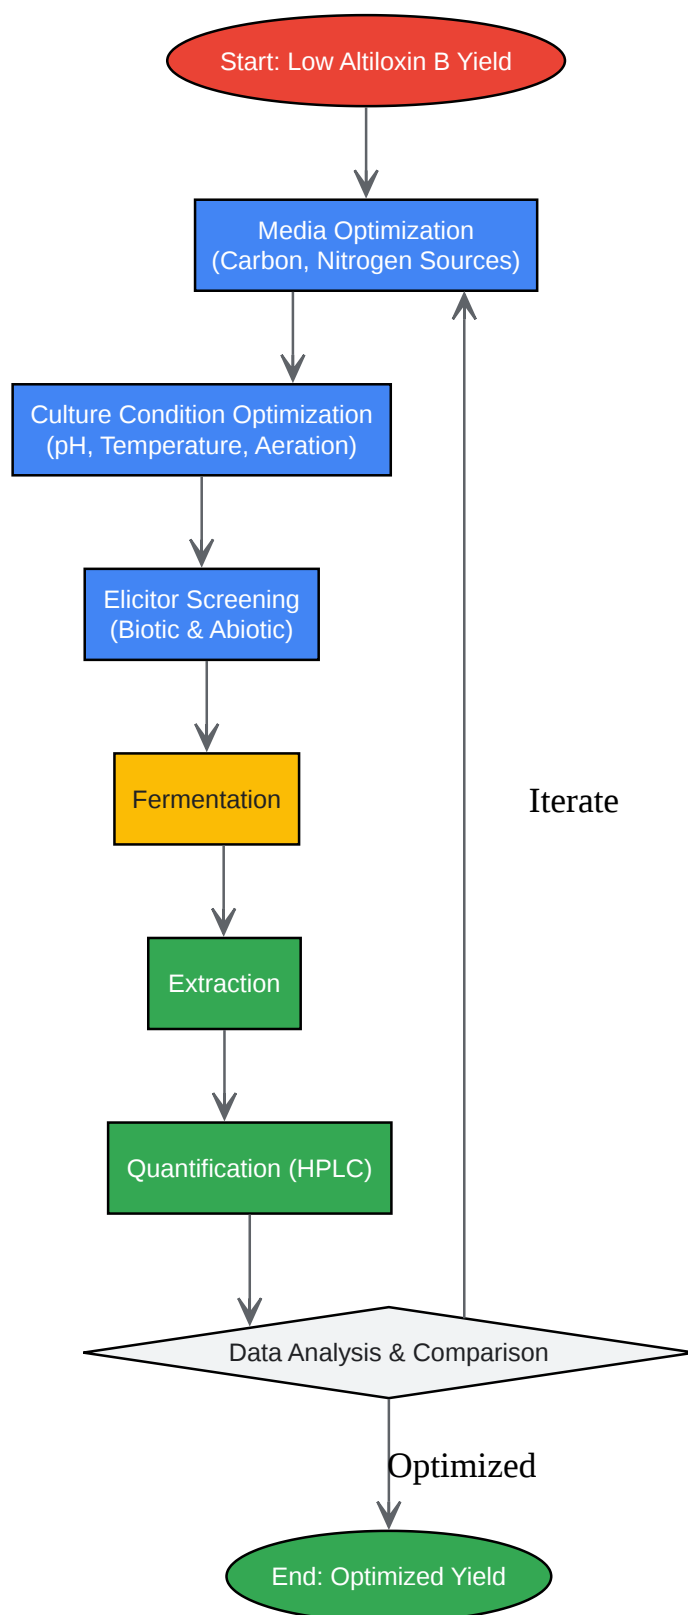 Start: Low Altiloxin B Yield
Media Optimization
(Carbon, Nitrogen Sources)
Culture Condition Optimization
(pH, Temperature, Aeration)
Elicitor Screening
(Biotic & Abiotic)
Fermentation
Iterate
Extraction
Quantification (HPLC)
Data Analysis & Comparison
Optimized
End: Optimized Yield